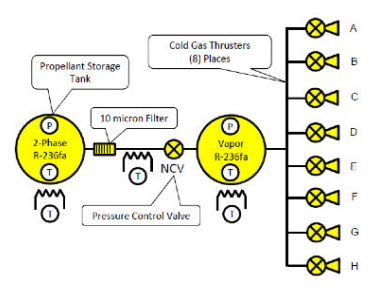 Cold Gas Thrusters
(8) Places
Propellant Storage
Tank
10 micron Filter
P
2-Phase
R-236fa
T
T
T
NCV
Pressure Control Valve
P
Vapor
R-236fa
T
T
A
B
C
D
E
F
G
H